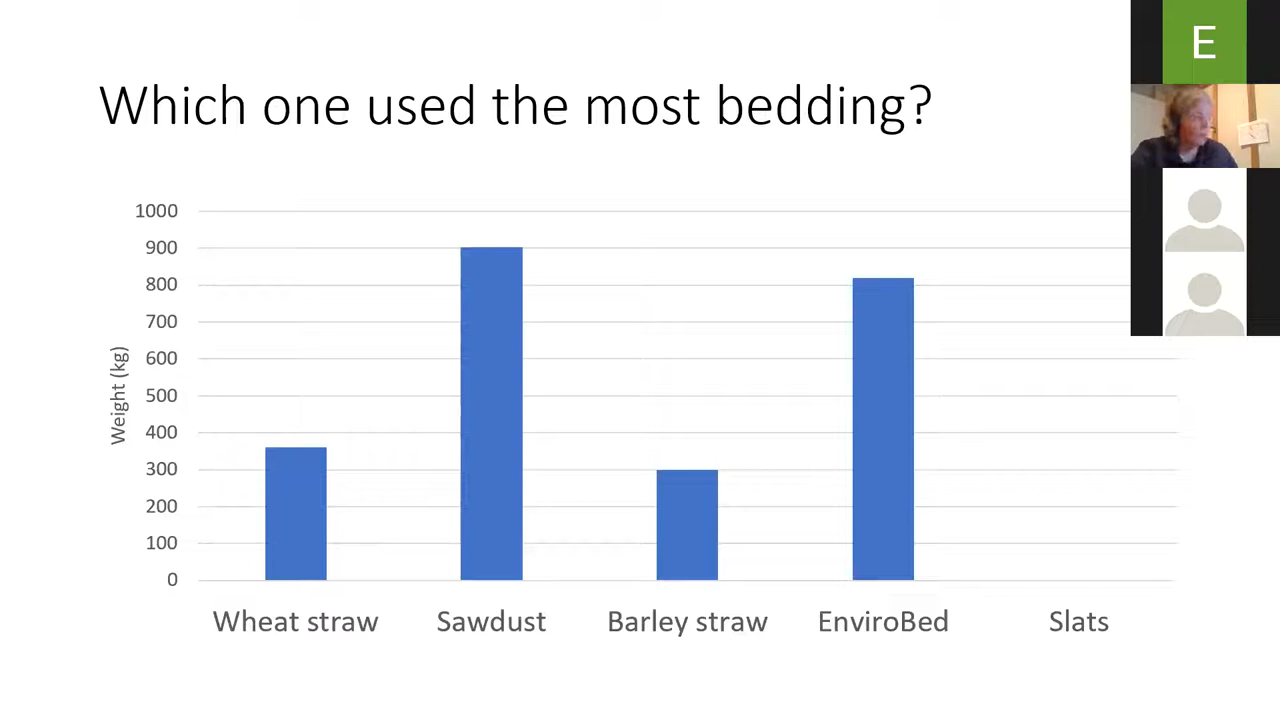 Which one used the most bedding?
E
1000
900
800
700
600
500
400
300
200
100
0
Weight (kg)
Wheat straw Sawdust Barley straw EnviroBed Slats